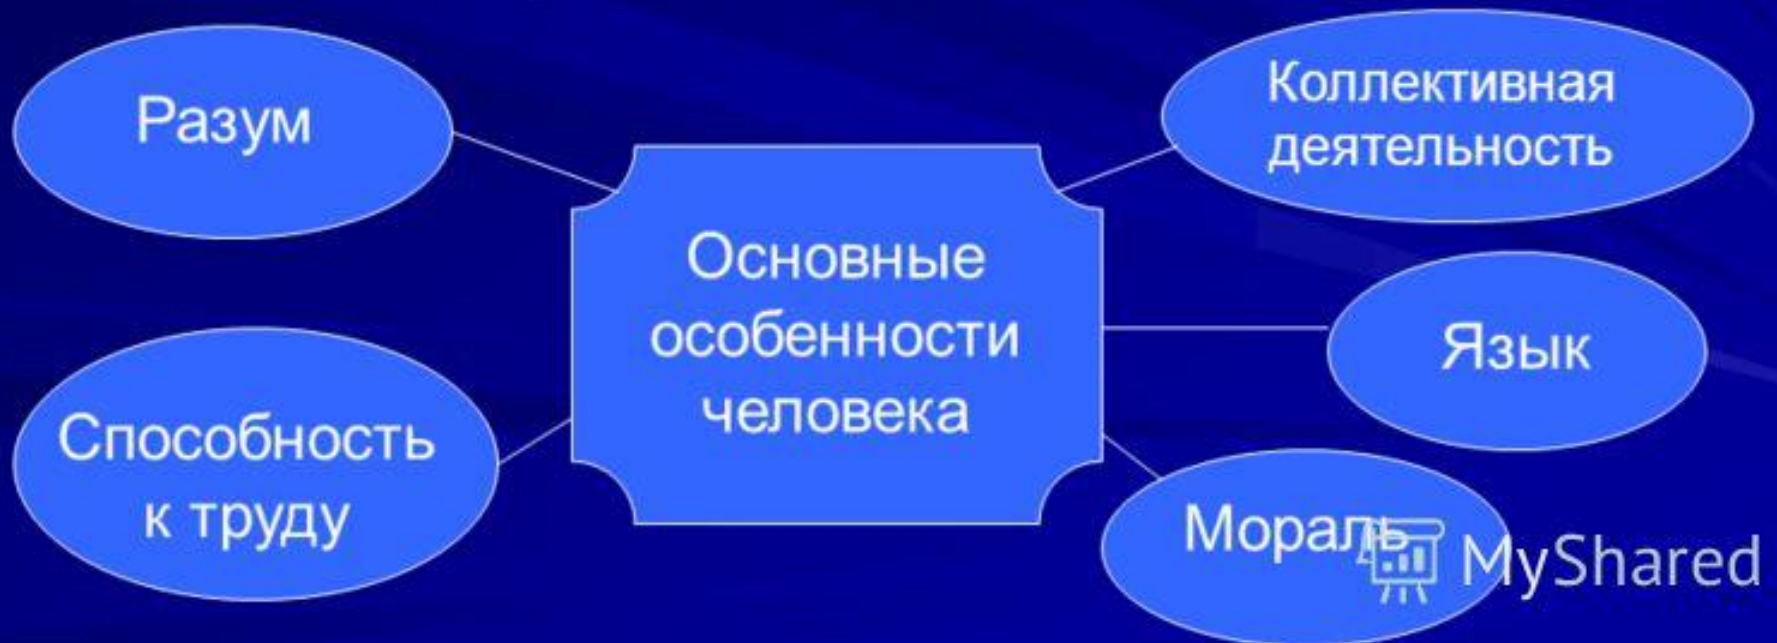 Разум
Коллективная
деятельность
Основные
особенности
человека
Язык
Способность
к труду
Мораль
MyShared